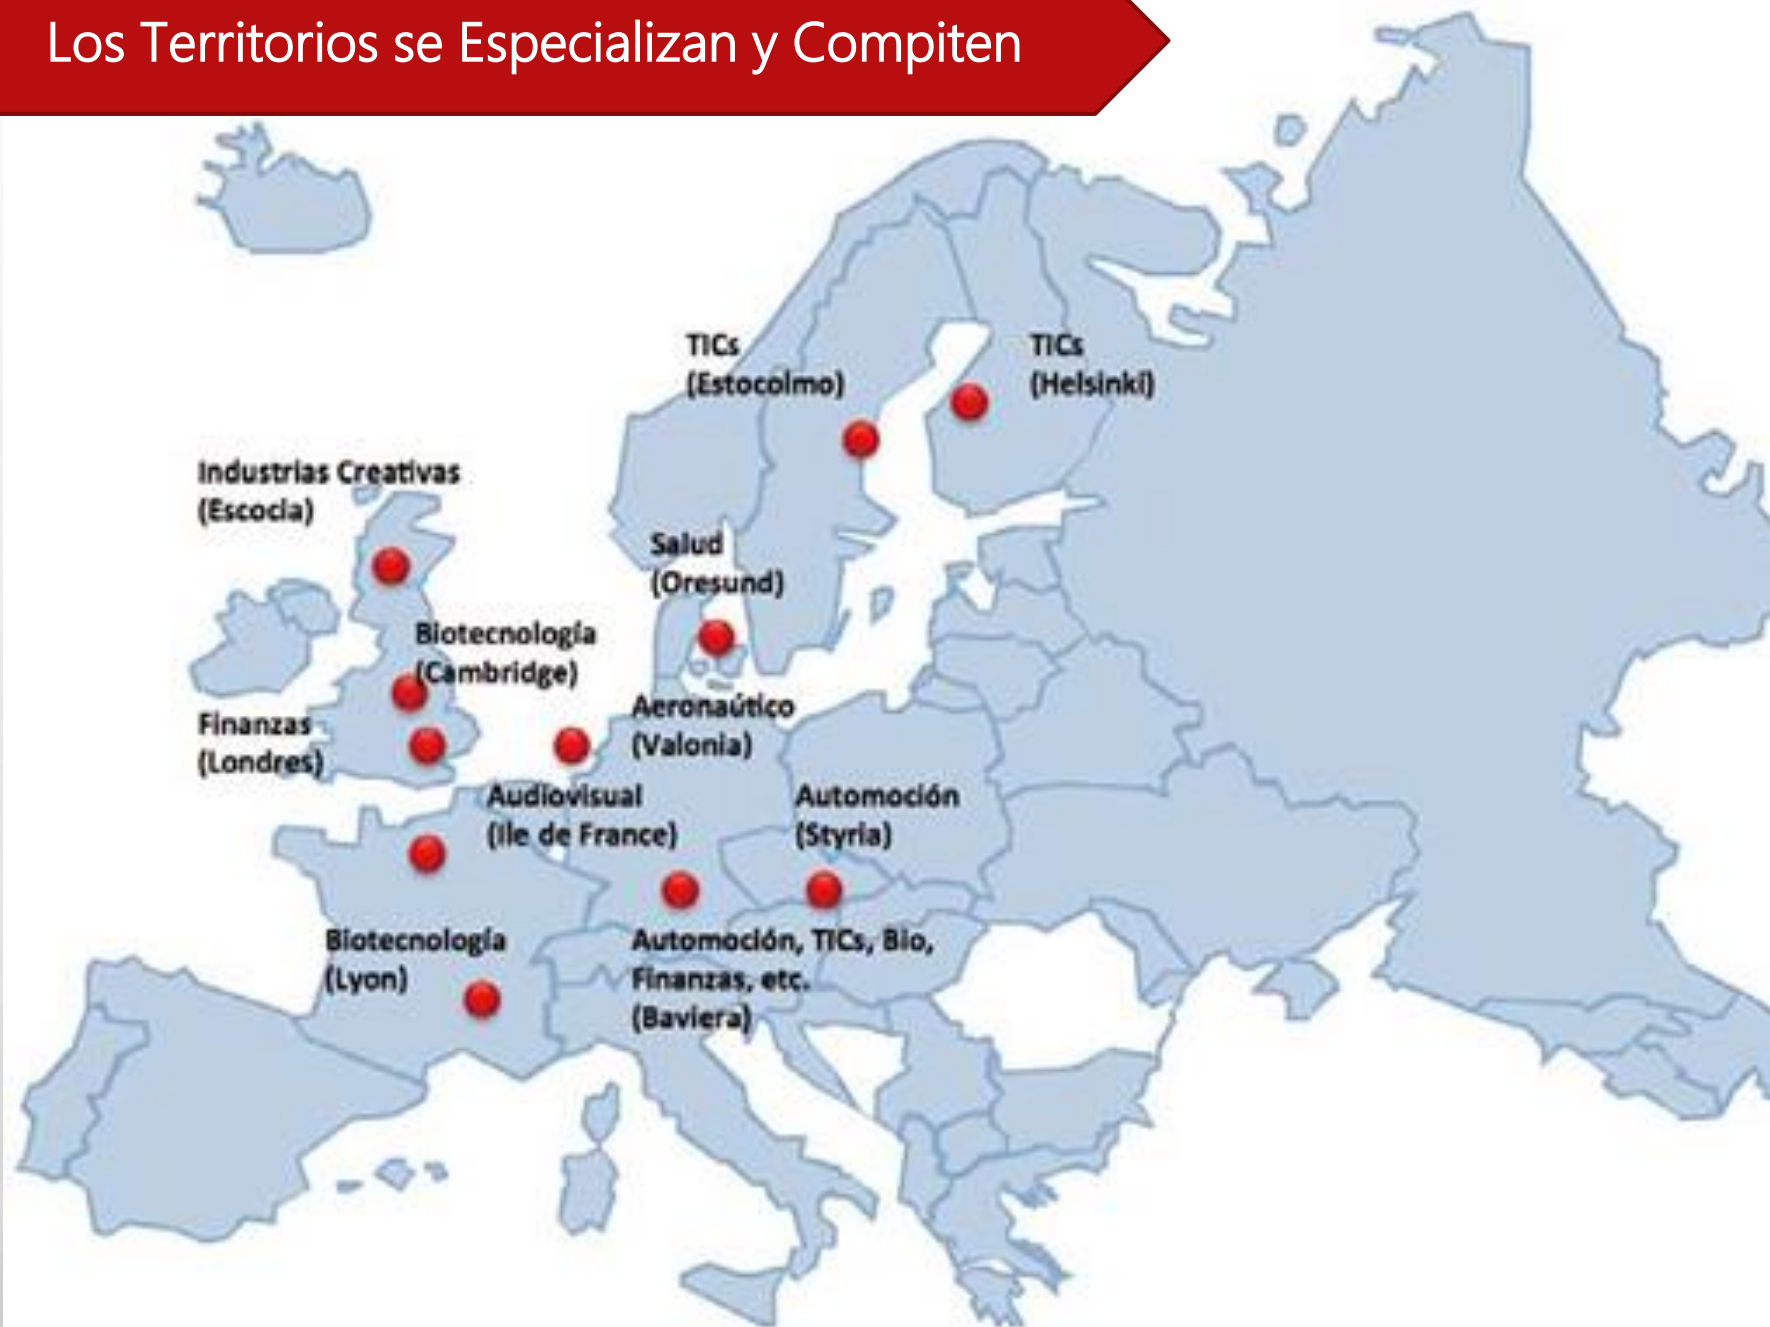 Los Territorios se Especializan y Compiten
TICs
(Estocolmo)
TICs
(Helsinki)
Industrias Creativas
(Escocia)
Salud
(Oresund)
Biotecnología
(Cambridge)
Finanzas
(Londres)
Aeronaútico
(Valonia)
Audiovisual
(Ile de France)
Automoción
(Styria)
Biotecnología
(Lyon)
Automoción, TICs, Bio,
Finanzas, etc.
(Baviera)